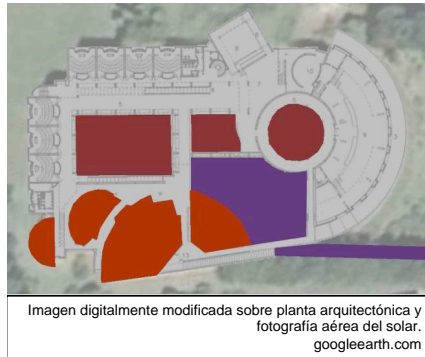 Imagen digitalmente modificada sobre planta arquitectónica y
fotografía aérea del solar.
googleearth.com